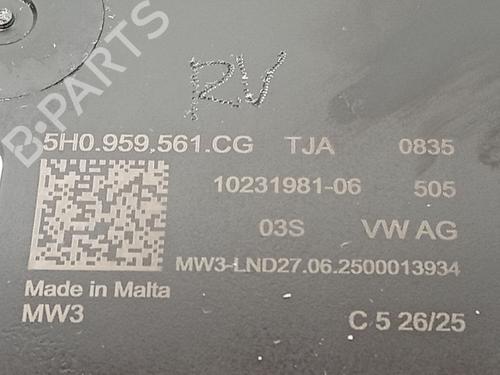 B-PARTS
RV
5H0.959.561.CG TJA 0835
10231981-06 505
03S VW AG
MW3-LND27.06.2500013934
Made in Malta
MW3 C 5 26/25